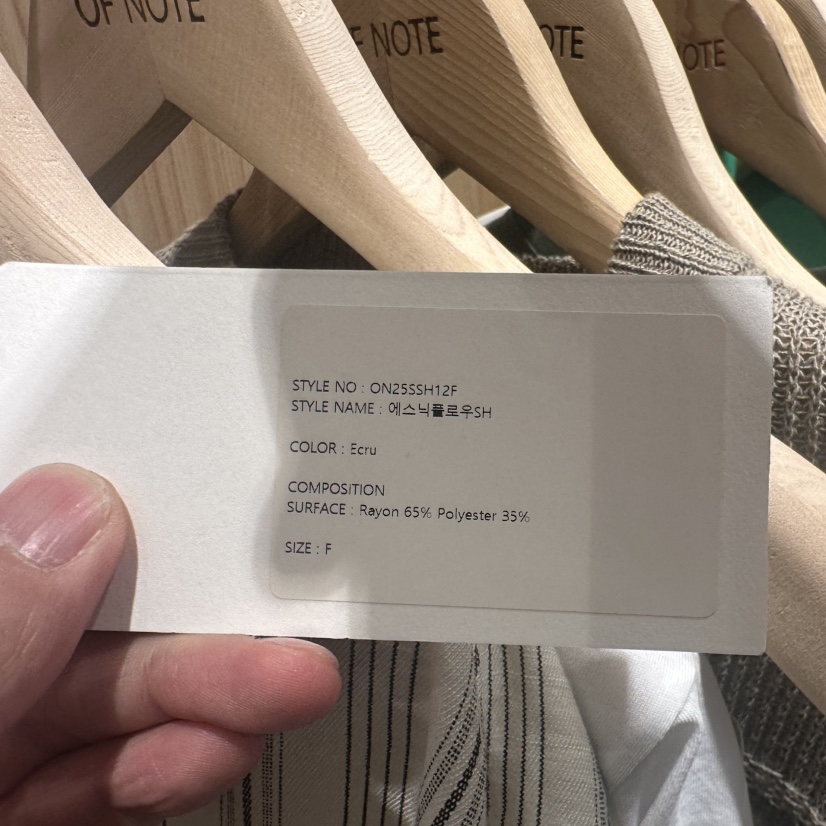 OF NOTE
F NOTE
OTE
OTE
STYLE NO : ON25SSH12F
STYLE NAME : 에스닉플로우SH
COLOR : Ecru
COMPOSITION
SURFACE : Rayon 65% Polyester 35%
SIZE : F